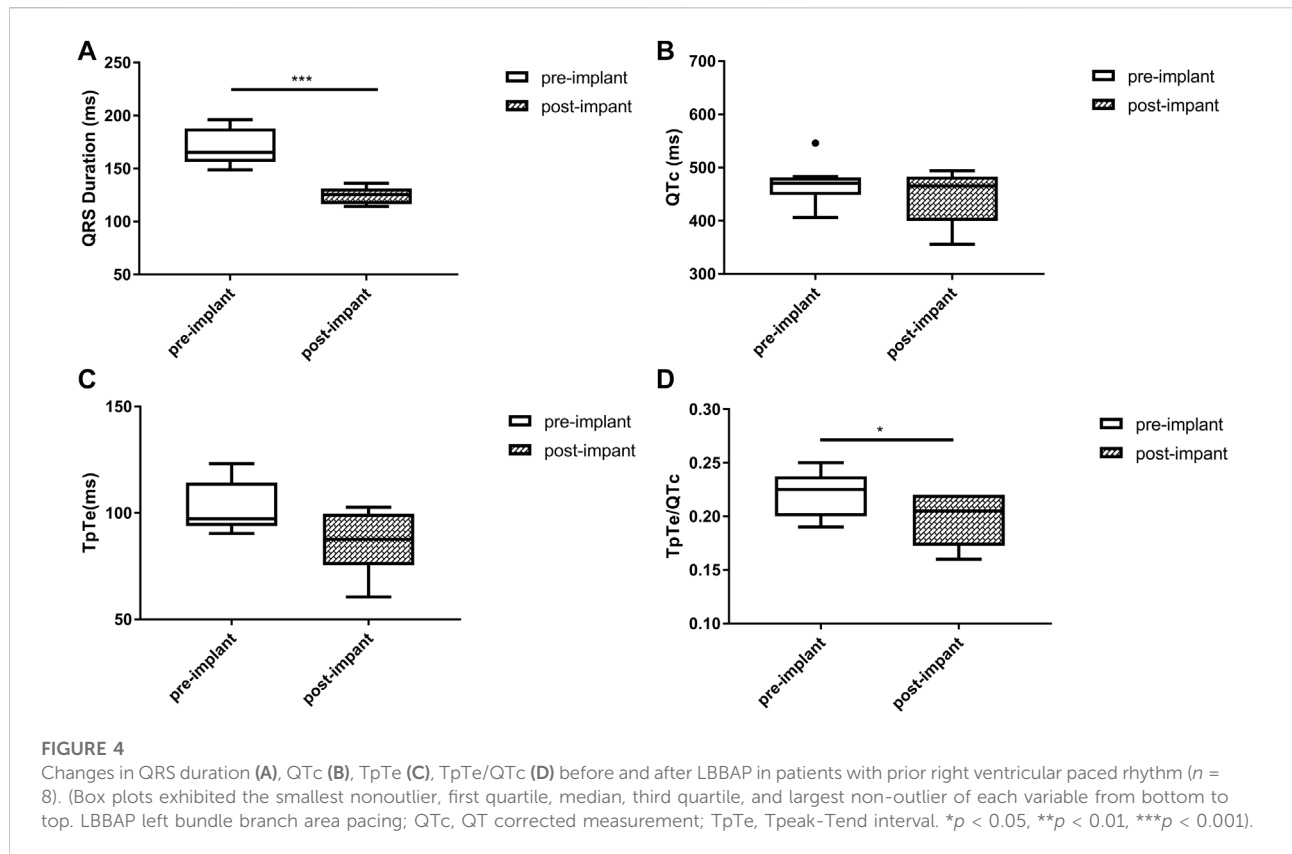 A
QRS Duration (ms)
250
200
150
100
50
***
pre-implant
post-impant
pre-implant
post-impant
B
QTc (ms)
700
600
500
400
300
pre-implant
post-impant
pre-implant
post-impant
C
TpTe(ms)
150
100
50
pre-implant
post-impant
pre-implant
post-impant
D
TpTe/QTc
0.30
0.25
0.20
0.15
0.10
*
pre-implant
post-impant
pre-implant
post-impant
FIGURE 4
Changes in QRS duration (A), QTc (B), TpTe (C), TpTe/QTc (D) before and after LBBAP in patients with prior right ventricular paced rhythm (n =
8). (Box plots exhibited the smallest nonoutlier, first quartile, median, third quartile, and largest non-outlier of each variable from bottom to
top. LBBAP left bundle branch area pacing; QTc, QT corrected measurement; TpTe, Tpeak-Tend interval. *p < 0.05, **p < 0.01, ***p < 0.001).